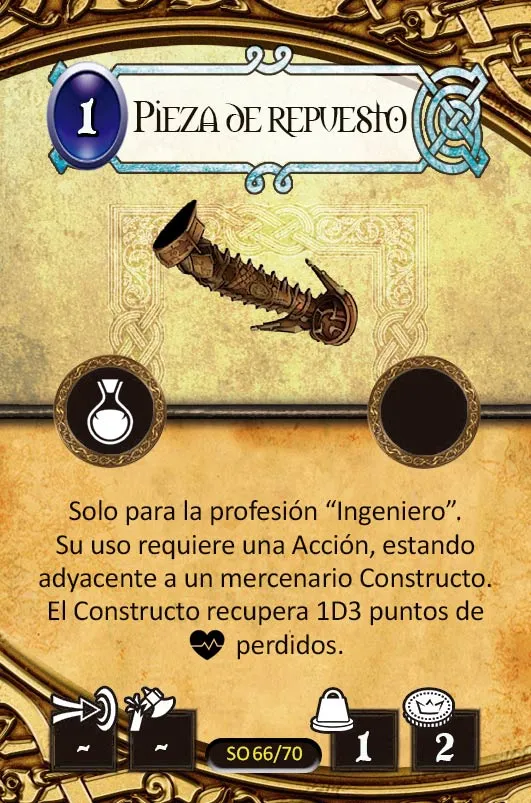 1
PIEZA DE REPUESTO
Solo para la profesión “Ingeniero”.
Su uso requiere una Acción, estando
adyacente a un mercenario Constructo.
El Constructo recupera 1D3 puntos de
perdidos.
~ ~ SO 66/70 1 2